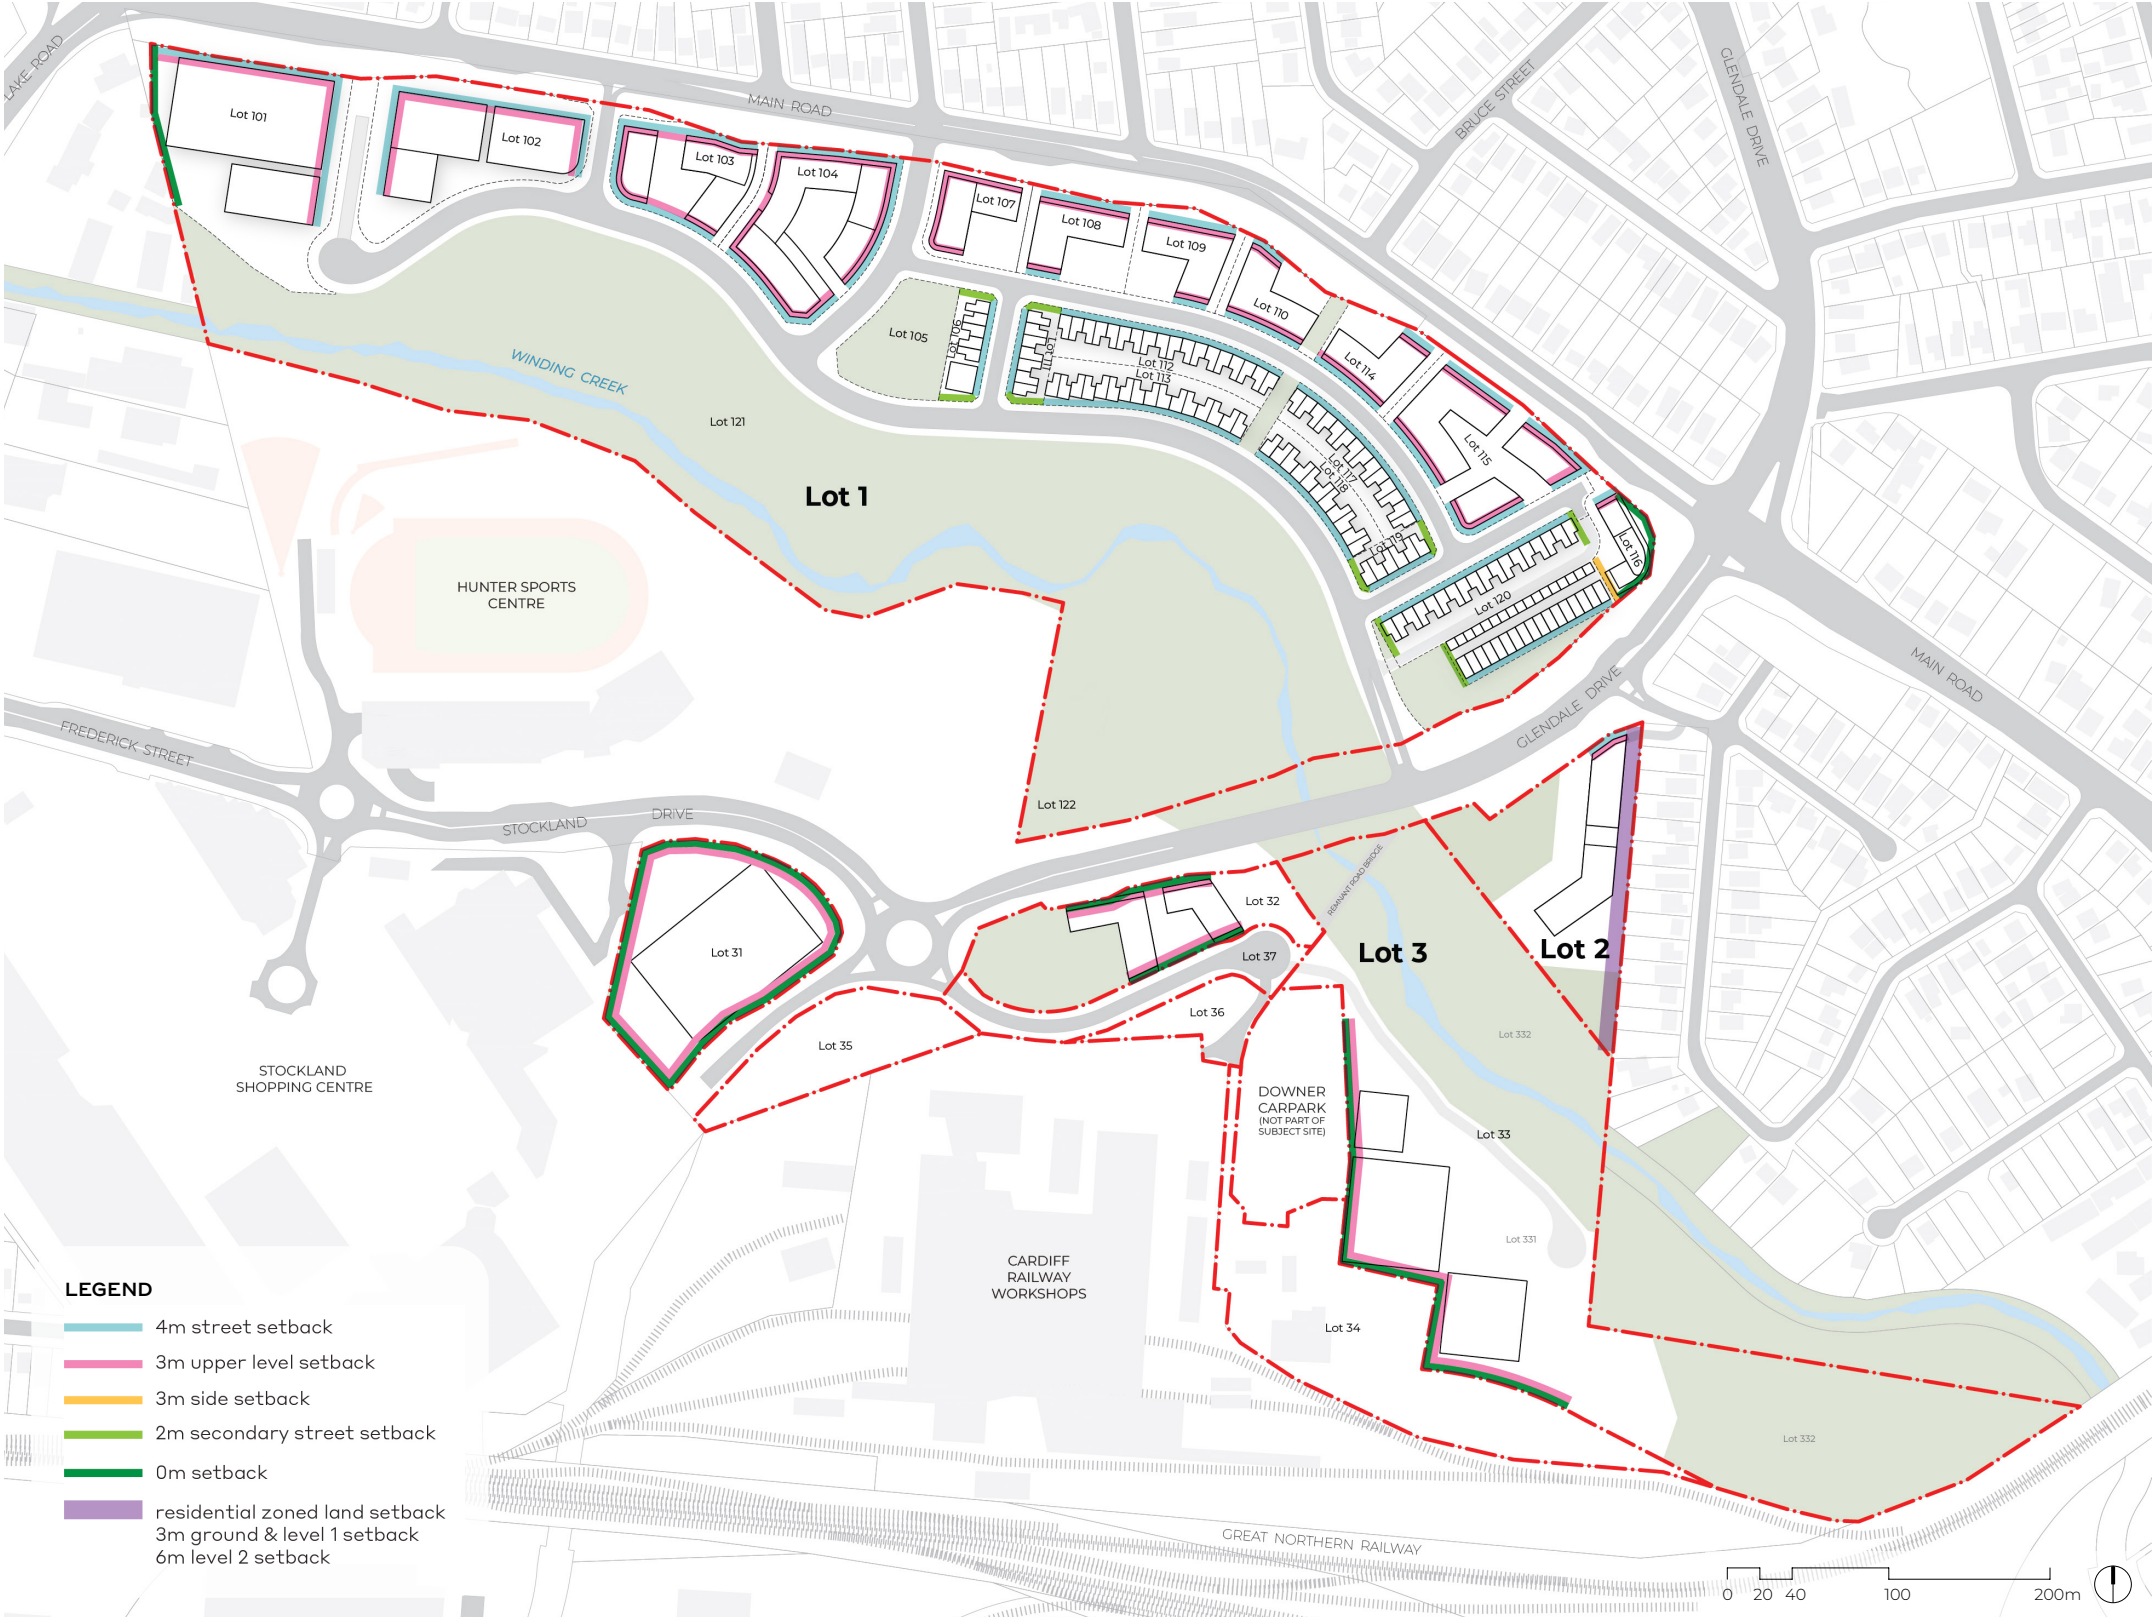 LAKE ROAD
MAIN ROAD
BRUCE STREET
GLENDALE DRIVE
Lot 101
Lot 102
Lot 103
Lot 104
Lot 107
Lot 108
Lot 109
Lot 110
Lot 105
Lot 106
Lot 111
Lot 112
Lot 113
Lot 114
Lot 115
Lot 116
Lot 117
Lot 118
Lot 119
Lot 120
WINDING CREEK
Lot 121
Lot 1
HUNTER SPORTS
CENTRE
MAIN ROAD
GLENDALE DRIVE
FREDERICK STREET
STOCKLAND DRIVE
Lot 122
REMNANT ROAD BRIDGE
Lot 31
Lot 32
Lot 37
Lot 3
Lot 2
Lot 36
Lot 35
Lot 332
STOCKLAND
SHOPPING CENTRE
DOWNER
CARPARK
(NOT PART OF
SUBJECT SITE)
Lot 33
Lot 331
CARDIFF
RAILWAY
WORKSHOPS
Lot 34
Lot 332
GREAT NORTHERN RAILWAY
LEGEND
4m street setback
3m upper level setback
3m side setback
2m secondary street setback
0m setback
residential zoned land setback
3m ground & level 1 setback
6m level 2 setback
0 20 40 100 200m